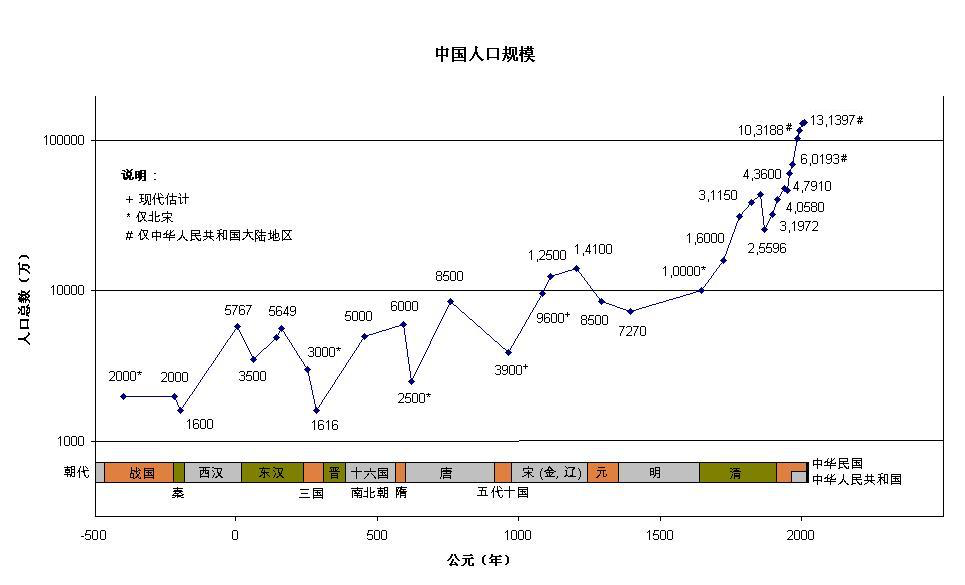 中国人口规模
人口总数（万）
100000
10000
1000
说明：
+ 现代估计
* 仅北宋
# 仅中华人民共和国大陆地区
2000*
2000
1600
5767
3500
5649
3000*
1616
5000
6000
2500*
8500
3900+
9600+
1,2500
1,4100
8500
7270
1,0000*
1,6000
3,1150
4,3600
2,5596
3,1972
4,0580
4,7910
6,0193#
10,3188#
13,1397#
朝代
战国
秦
西汉
东汉
三国
晋
十六国
南北朝
隋
唐
五代十国
宋 (金, 辽)
元
明
清
中华民国
中华人民共和国
-500
0
500
1000
1500
2000
公元（年）